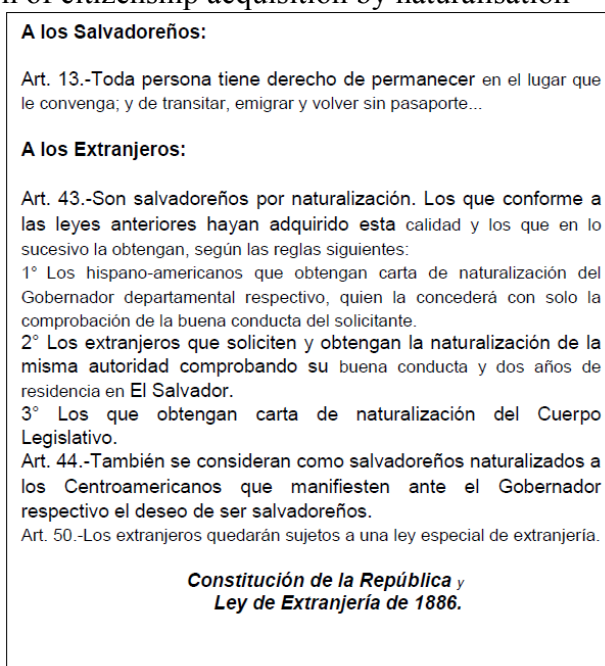 n of citizenship acquisition by naturalisation
A los Salvadoreños:
Art. 13.-Toda persona tiene derecho de permanecer en el lugar que
le convenga; y de transitar, emigrar y volver sin pasaporte...
A los Extranjeros:
Art. 43.-Son salvadoreños por naturalización. Los que conforme a
las leyes anteriores hayan adquirido esta calidad y los que en lo
sucesivo la obtengan, según las reglas siguientes:
1° Los hispano-americanos que obtengan carta de naturalización del
Gobernador departamental respectivo, quien la concederá con solo la
comprobación de la buena conducta del solicitante.
2° Los extranjeros que soliciten y obtengan la naturalización de la
misma autoridad comprobando su buena conducta y dos años de
residencia en El Salvador.
3° Los que obtengan carta de naturalización del Cuerpo
Legislativo.
Art. 44.-También se consideran como salvadoreños naturalizados a
los Centroamericanos que manifiesten ante el Gobernador
respectivo el deseo de ser salvadoreños.
Art. 50.-Los extranjeros quedarán sujetos a una ley especial de extranjería.
Constitución de la República y
Ley de Extranjería de 1886.